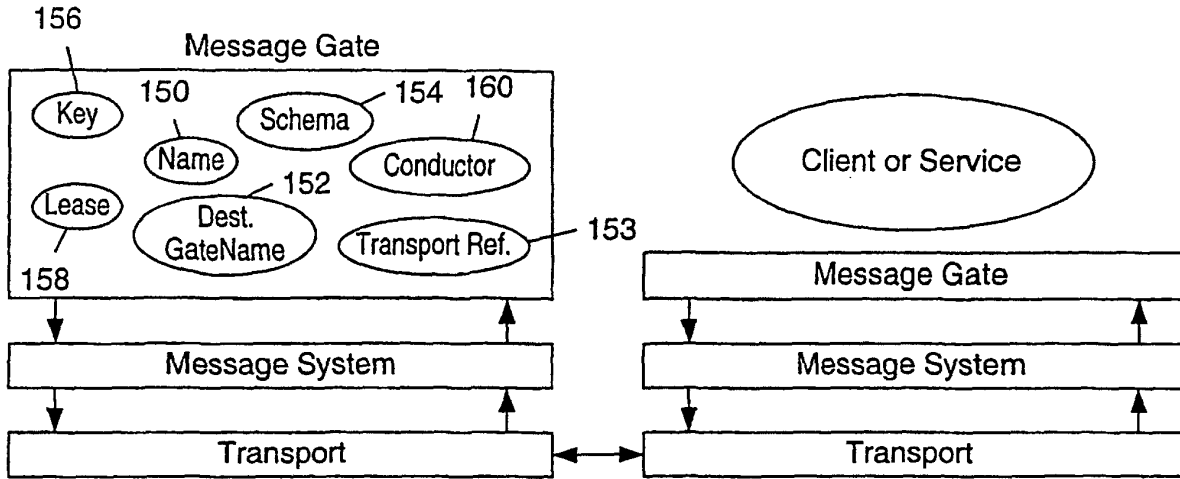 156
Message Gate
Key
150
Schema
154
160
Name
Conductor
Client or Service
Lease
152
Dest.
GateName
Transport Ref.
153
158
Message Gate
Message System
Message System
Transport
Transport